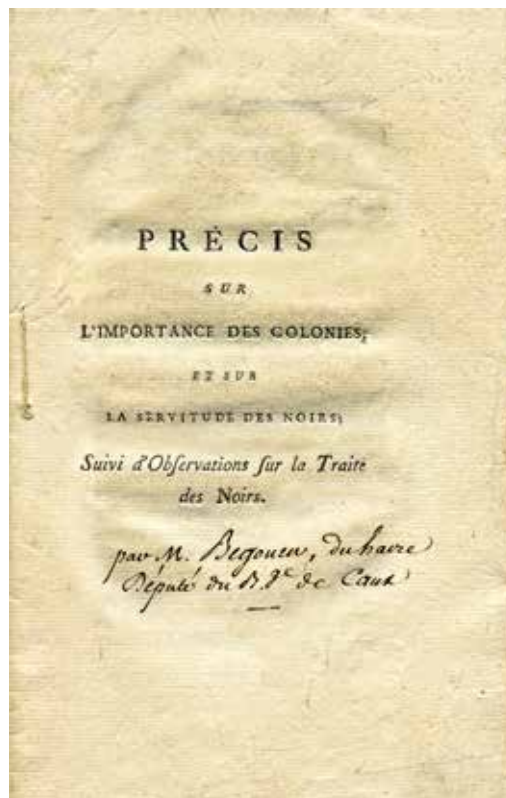 PRÉCIS
SUR
L'IMPORTANCE DES COLONIES;
ET SUR
LA SERVITUDE DES NOIRS;
Suivi d'Obſervations ſur la Traite
des Noirs.
par M. Begouen, du havre
Député du B.ge de Caux